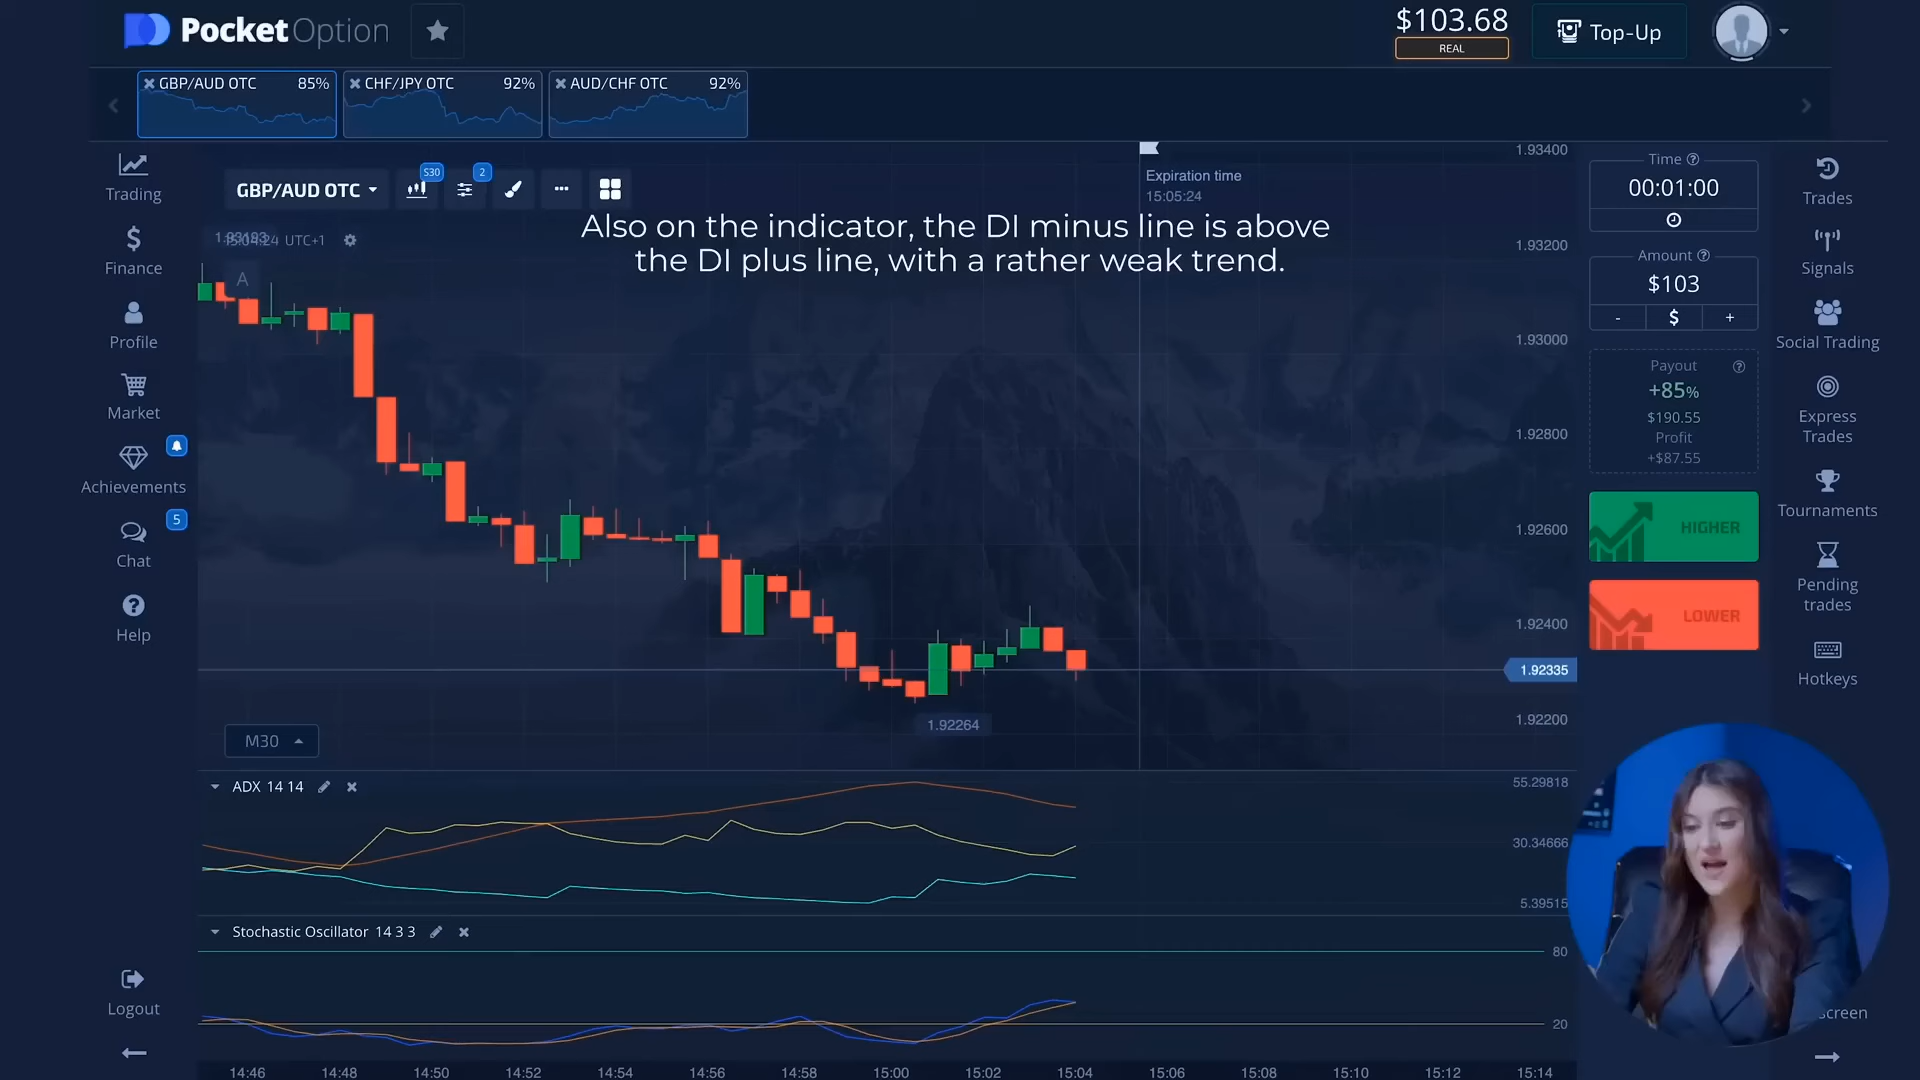 PocketOption
$103.68
REAL
Top-Up
GBP/AUD OTC 85%
CHF/JPY OTC 92%
AUD/CHF OTC 92%
Trading
Finance
Profile
Market
Achievements
Chat
5
Help
Logout
GBP/AUD OTC
S30
2
UTC+1
A
Expiration time
15:05:24
Also on the indicator, the DI minus line is above
the DI plus line, with a rather weak trend.
1.93400
1.93200
1.93000
1.92800
1.92600
1.92400
1.92335
1.92200
1.92264
M30
ADX 14 14
55.29818
30.34666
5.39515
Stochastic Oscillator 14 3 3
80
20
14:46 14:48 14:50 14:52 14:54 14:56 14:58 15:00 15:02 15:04 15:06 15:08 15:10 15:12 15:14
Time
00:01:00
Amount
$103
- $ +
Payout
+85%
$190.55
Profit
+$87.55
HIGHER
LOWER
Trades
Signals
Social Trading
Express
Trades
Tournaments
Pending
trades
Hotkeys
screen